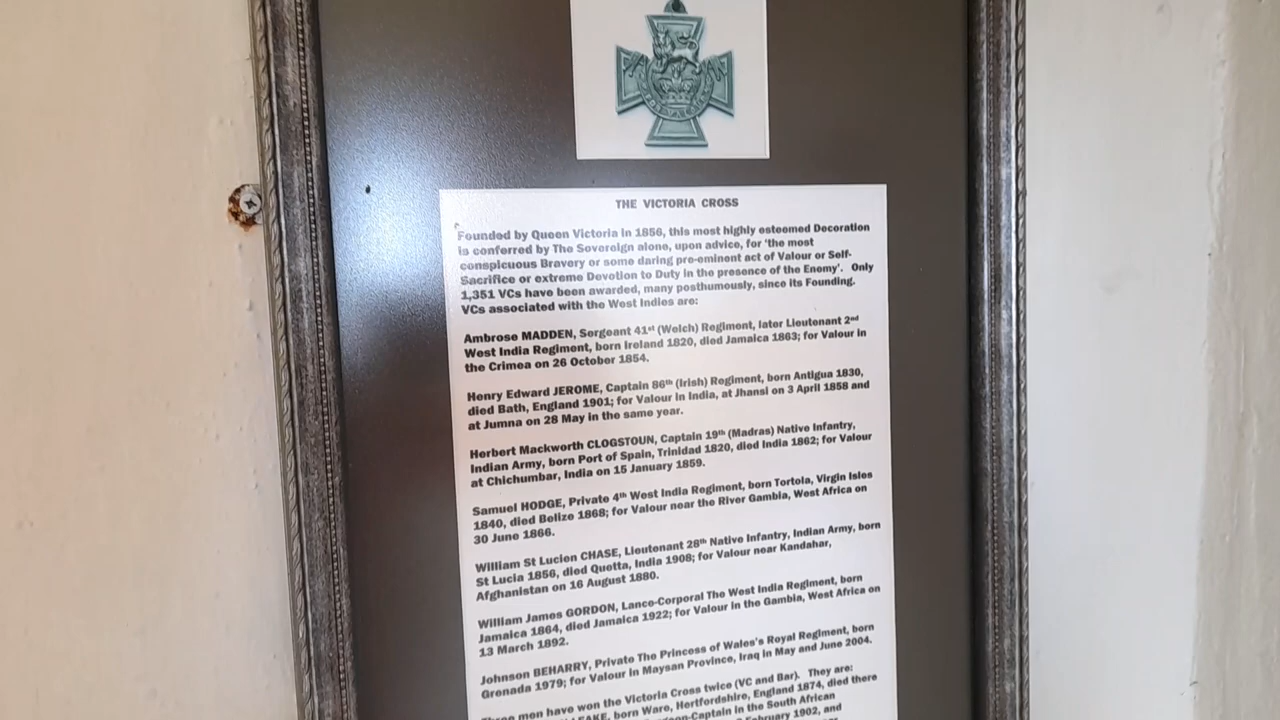 THE VICTORIA CROSS
Founded by Queen Victoria in 1856, this most highly esteemed Decoration
is conferred by The Sovereign alone, upon advice, for 'the most
conspicuous Bravery or some daring pre-eminent act of Valour or Self-
Sacrifice or extreme Devotion to Duty in the presence of the Enemy'. Only
1,351 VCs have been awarded, many posthumously, since its Founding.
VCs associated with the West Indies are:
Ambrose MADDEN, Sergeant 41st (Welch) Regiment, later Lieutenant 2nd
West India Regiment, born Ireland 1820, died Jamaica 1863; for Valour in
the Crimea on 26 October 1854.
Henry Edward JEROME, Captain 86th (Irish) Regiment, born Antigua 1830,
died Bath, England 1901; for Valour in India, at Jhansi on 3 April 1858 and
at Jumna on 28 May in the same year.
Herbert Mackworth CLOGSTOUN, Captain 19th (Madras) Native Infantry,
Indian Army, born Port of Spain, Trinidad 1820, died India 1862; for Valour
at Chichumbar, India on 15 January 1859.
Samuel HODGE, Private 4th West India Regiment, born Tortola, Virgin Isles
1840, died Belize 1868; for Valour near the River Gambia, West Africa on
30 June 1866.
William St Lucien CHASE, Lieutenant 28th Native Infantry, Indian Army, born
St Lucia 1856, died Quetta, India 1908; for Valour near Kandahar,
Afghanistan on 16 August 1880.
William James GORDON, Lance-Corporal The West India Regiment, born
Jamaica 1864, died Jamaica 1922; for Valour in the Gambia, West Africa on
13 March 1892.
Johnson BEHARRY, Private The Princess of Wales's Royal Regiment, born
Grenada 1979; for Valour in Maysan Province, Iraq in May and June 2004.
men have won the Victoria Cross twice (VC and Bar). They are:
born Ware, Hertfordshire, England 1874, died there
in the South African
February 1902, and